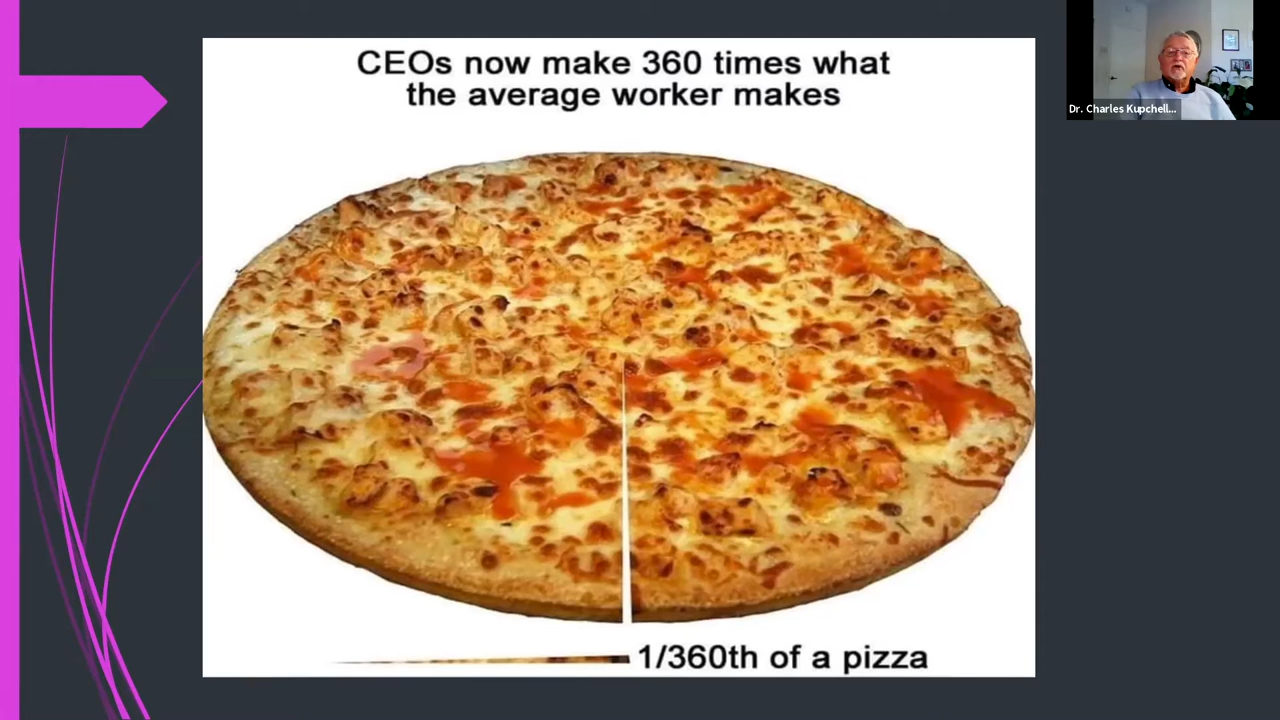 CEOs now make 360 times what
the average worker makes
Dr. Charles Kupchell...
1/360th of a pizza